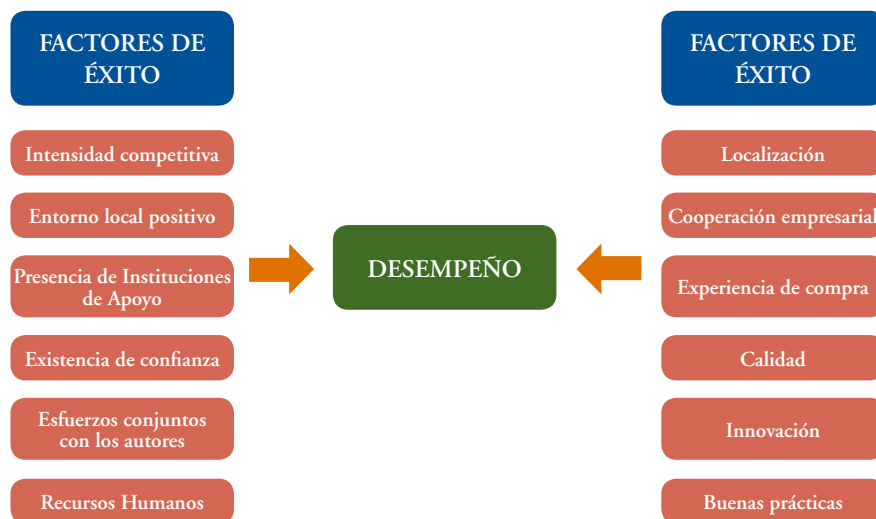 FACTORES DE
ÉXITO
Intensidad competitiva
Entorno local positivo
Presencia de Instituciones
de Apoyo
Existencia de confianza
Esfuerzos conjuntos
con los autores
Recursos Humanos
DESEMPEÑO
FACTORES DE
ÉXITO
Localización
Cooperación empresarial
Experiencia de compra
Calidad
Innovación
Buenas prácticas